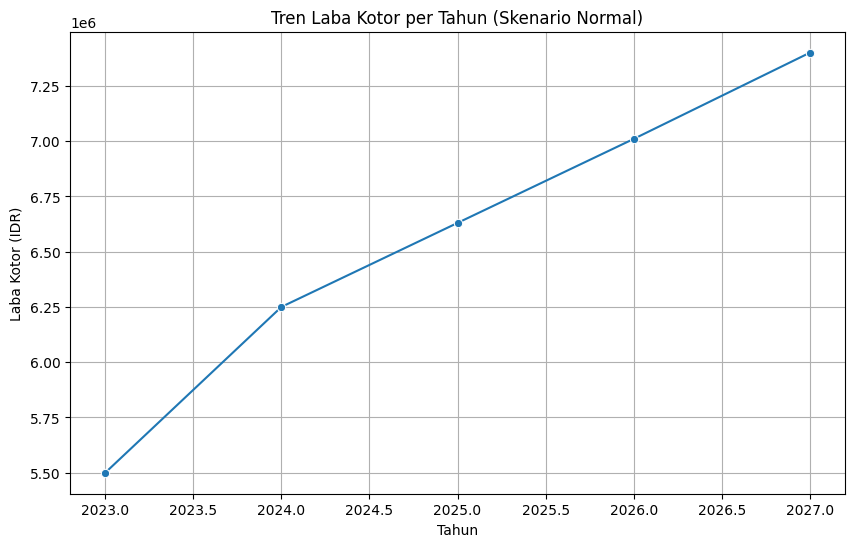 Tren Laba Kotor per Tahun (Skenario Normal)
1e6
7.25
7.00
6.75
6.50
6.25
6.00
5.75
5.50
Laba Kotor (IDR)
2023.0 2023.5 2024.0 2024.5 2025.0 2025.5 2026.0 2026.5 2027.0
Tahun